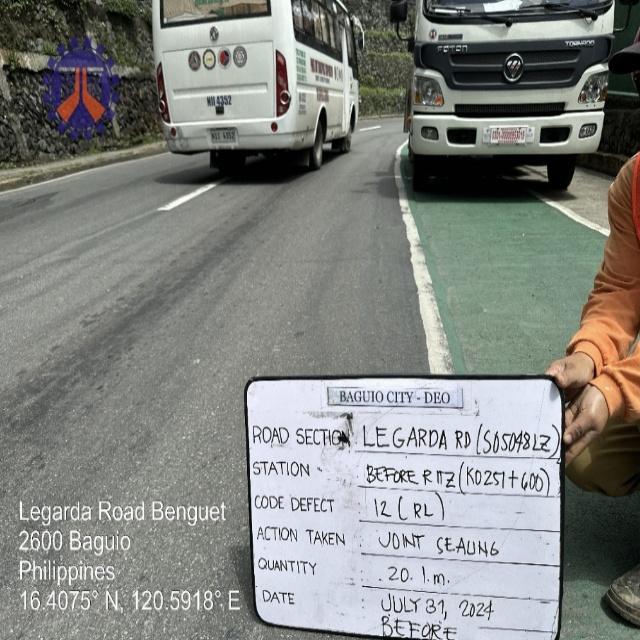 NII 4352
FOTON
TORNADO
BAGUIO CITY - DEO
ROAD SECTION : LEGARDA RD (S05048LZ)
STATION : BEFORE RITZ (K0251+600)
CODE DEFECT : 12 (RL)
ACTION TAKEN : JOINT SEALING
QUANTITY : 20. l.m.
DATE : JULY 31, 2024
BEFORE
Legarda Road Benguet
2600 Baguio
Philippines
16.4075° N, 120.5918° E